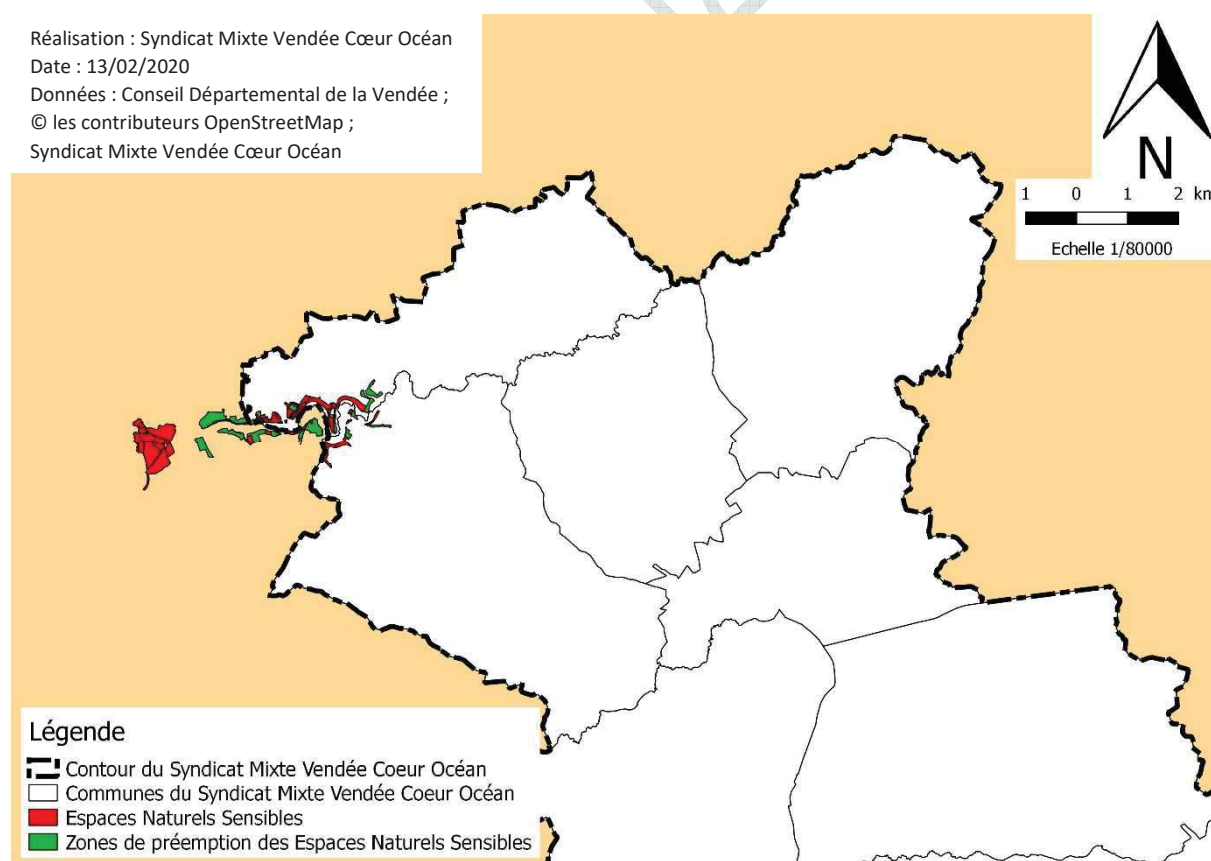 Réalisation : Syndicat Mixte Vendée Cœur Océan
Date : 13/02/2020
Données : Conseil Départemental de la Vendée ;
© les contributeurs OpenStreetMap ;
Syndicat Mixte Vendée Cœur Océan
N
1 0 1 2 km
Echelle 1/80000
Légende
Contour du Syndicat Mixte Vendée Coeur Océan
Communes du Syndicat Mixte Vendée Coeur Océan
Espaces Naturels Sensibles
Zones de préemption des Espaces Naturels Sensibles